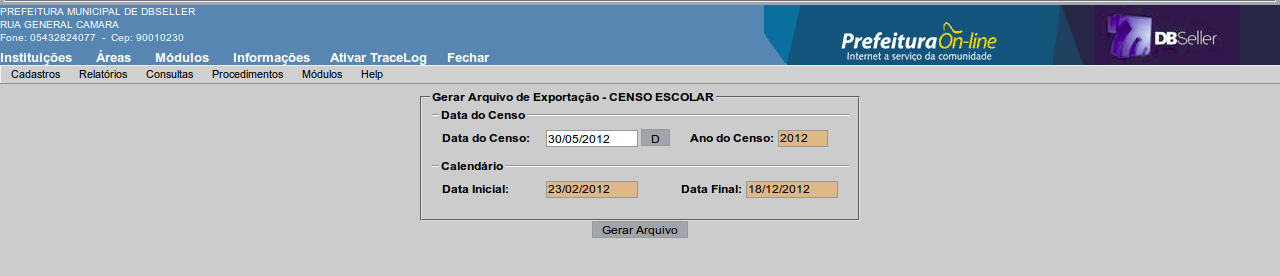 PREFEITURA MUNICIPAL DE DBSELLER
RUA GENERAL CAMARA
Fone: 05432824077 - Cep: 90010230
Prefeitura On-line
Internet a serviço da comunidade
DBSeller
Instituições Áreas Módulos Informações Ativar TraceLog Fechar
Cadastros Relatórios Consultas Procedimentos Módulos Help
Gerar Arquivo de Exportação - CENSO ESCOLAR
Data do Censo
Data do Censo: 30/05/2012 D Ano do Censo: 2012
Calendário
Data Inicial: 23/02/2012 Data Final: 18/12/2012
Gerar Arquivo